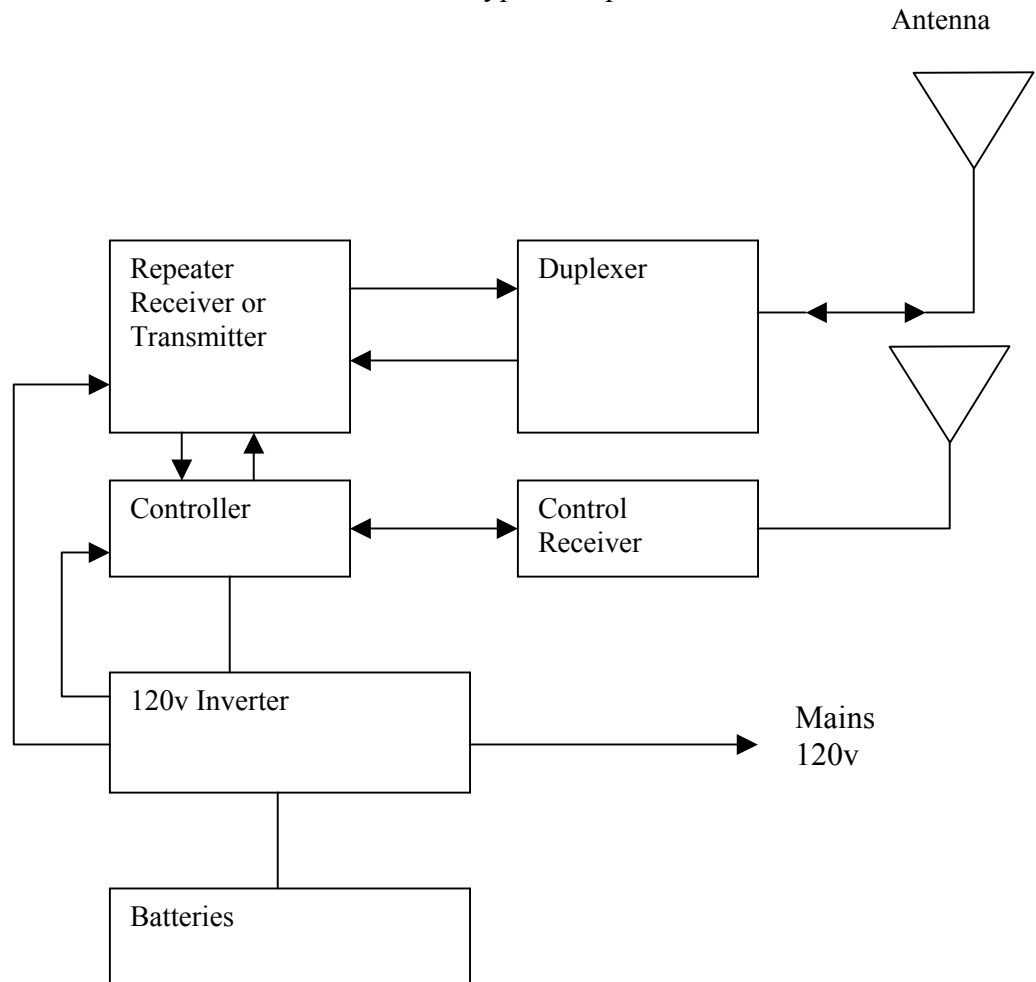 Antenna
Repeater
Receiver or
Transmitter
Duplexer
Controller
Control
Receiver
120v Inverter
Mains
120v
Batteries